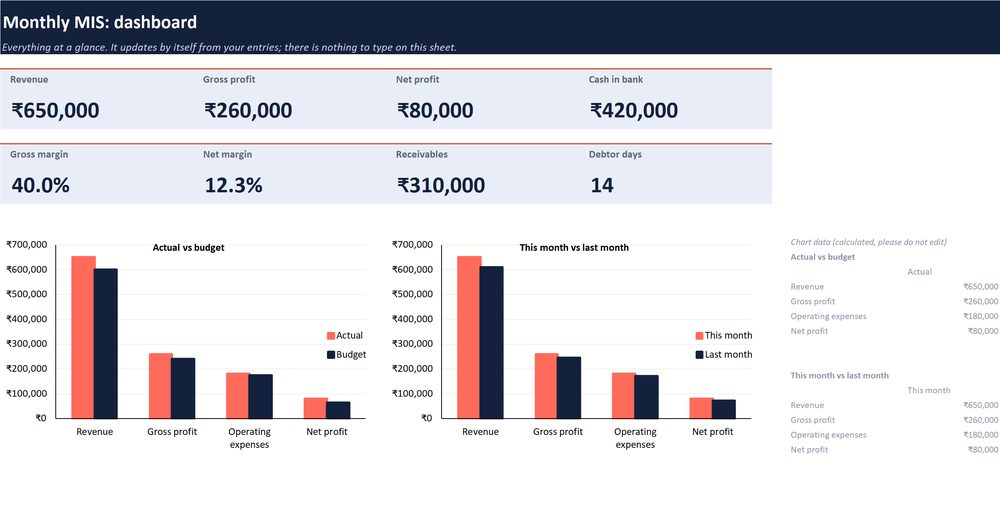 Monthly MIS: dashboard
Everything at a glance. It updates by itself from your entries; there is nothing to type on this sheet.
Revenue Gross profit Net profit Cash in bank
₹650,000 ₹260,000 ₹80,000 ₹420,000
Gross margin Net margin Receivables Debtor days
40.0% 12.3% ₹310,000 14
Actual vs budget
₹700,000
₹600,000
₹500,000
₹400,000
₹300,000
₹200,000
₹100,000
₹0
Actual
Budget
Revenue Gross profit Operating expenses Net profit
This month vs last month
₹700,000
₹600,000
₹500,000
₹400,000
₹300,000
₹200,000
₹100,000
₹0
This month
Last month
Revenue Gross profit Operating expenses Net profit
Chart data (calculated, please do not edit)
Actual vs budget
Actual
Revenue ₹650,000
Gross profit ₹260,000
Operating expenses ₹180,000
Net profit ₹80,000
This month vs last month
This month
Revenue ₹650,000
Gross profit ₹260,000
Operating expenses ₹180,000
Net profit ₹80,000